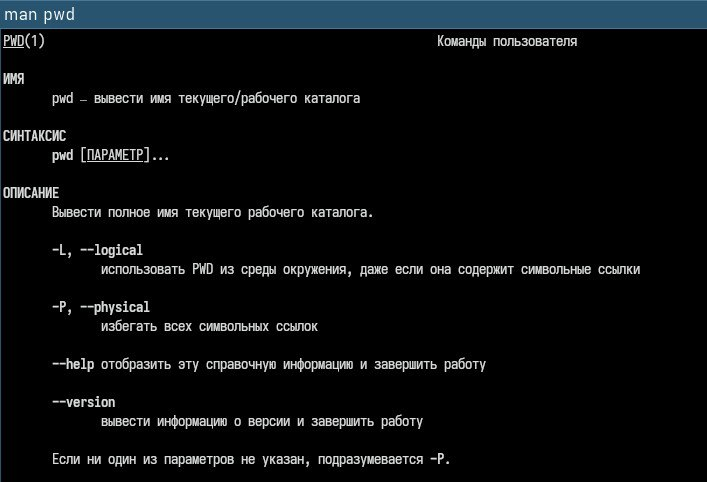 man pwd
PWD(1) Команды пользователя
ИМЯ
pwd – вывести имя текущего/рабочего каталога
СИНТАКСИС
pwd [ПАРАМЕТР]...
ОПИСАНИЕ
Вывести полное имя текущего рабочего каталога.
-L, --logical
использовать PWD из среды окружения, даже если она содержит символьные ссылки
-P, --physical
избегать всех символьных ссылок
--help отобразить эту справочную информацию и завершить работу
--version
вывести информацию о версии и завершить работу
Если ни один из параметров не указан, подразумевается -P.